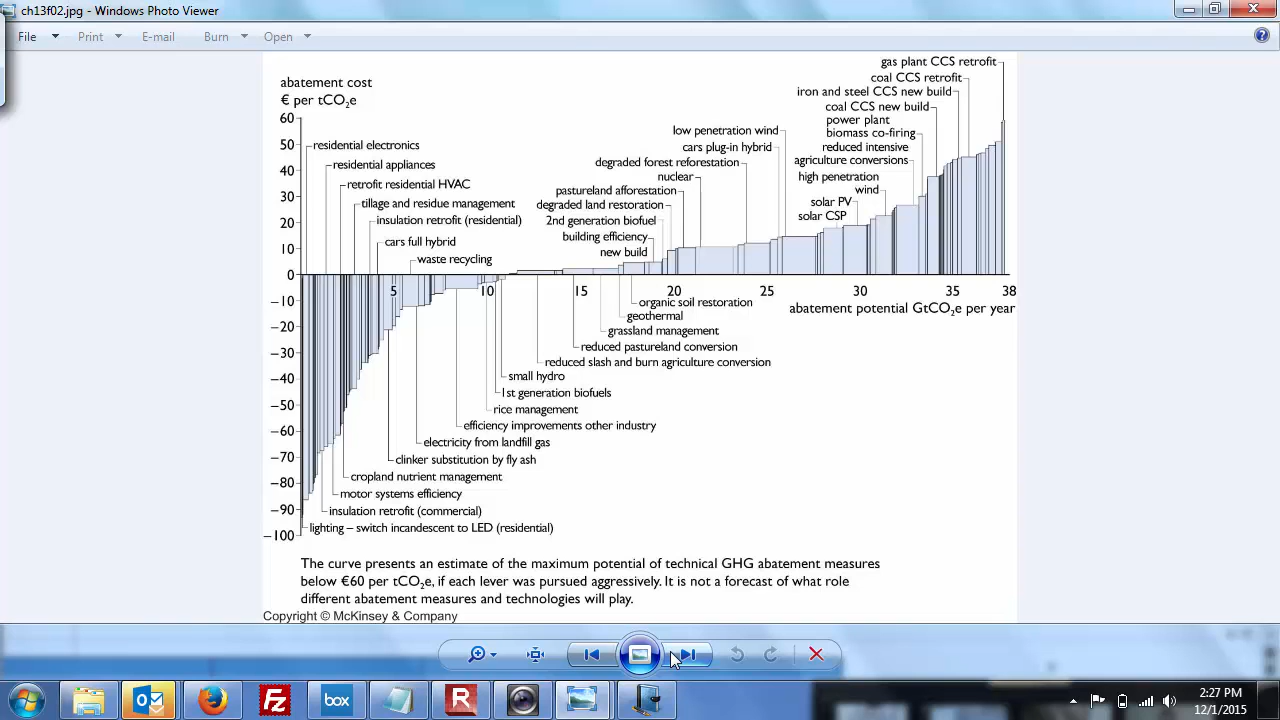 ch13f02.jpg - Windows Photo Viewer
File Print E-mail Burn Open
abatement cost
€ per tCO₂e
60
50
40
30
20
10
0
−10
−20
−30
−40
−50
−60
−70
−80
−90
−100
residential electronics
residential appliances
retrofit residential HVAC
tillage and residue management
insulation retrofit (residential)
cars full hybrid
waste recycling
gas plant CCS retrofit
coal CCS retrofit
iron and steel CCS new build
coal CCS new build
power plant
biomass co-firing
reduced intensive
agriculture conversions
high penetration
wind
solar PV
solar CSP
low penetration wind
cars plug-in hybrid
degraded forest reforestation
nuclear
pastureland afforestation
degraded land restoration
2nd generation biofuel
building efficiency
new build
5 10 15 20 25 30 35 38
abatement potential GtCO₂e per year
organic soil restoration
geothermal
grassland management
reduced pastureland conversion
reduced slash and burn agriculture conversion
small hydro
1st generation biofuels
rice management
efficiency improvements other industry
electricity from landfill gas
clinker substitution by fly ash
cropland nutrient management
motor systems efficiency
insulation retrofit (commercial)
lighting – switch incandescent to LED (residential)
The curve presents an estimate of the maximum potential of technical GHG abatement measures
below €60 per tCO₂e, if each lever was pursued aggressively. It is not a forecast of what role
different abatement measures and technologies will play.
Copyright © McKinsey & Company
box
2:27 PM
12/1/2015